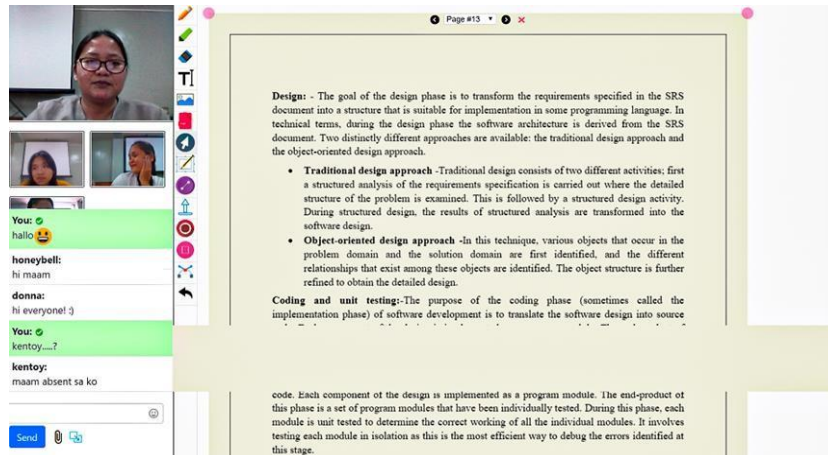 Page #13
Design: - The goal of the design phase is to transform the requirements specified in the SRS
document into a structure that is suitable for implementation in some programming language. In
technical terms, during the design phase the software architecture is derived from the SRS
document. Two distinctly different approaches are available: the traditional design approach and
the object-oriented design approach.
• Traditional design approach -Traditional design consists of two different activities; first
a structured analysis of the requirements specification is carried out where the detailed
structure of the problem is examined. This is followed by a structured design activity.
During structured design, the results of structured analysis are transformed into the
software design.
• Object-oriented design approach -In this technique, various objects that occur in the
problem domain and the solution domain are first identified, and the different
relationships that exist among these objects are identified. The object structure is further
refined to obtain the detailed design.
Coding and unit testing:-The purpose of the coding phase (sometimes called the
implementation phase) of software development is to translate the software design into source
code. Each component of the design is implemented as a program module. The end-product of
this phase is a set of program modules that have been individually tested. During this phase, each
module is unit tested to determine the correct working of all the individual modules. It involves
testing each module in isolation as this is the most efficient way to debug the errors identified at
this stage.
You:
hallo
honeybell:
hi maam
donna:
hi everyone! :)
You:
kentoy....?
kentoy:
maam absent sa ko
Send
T